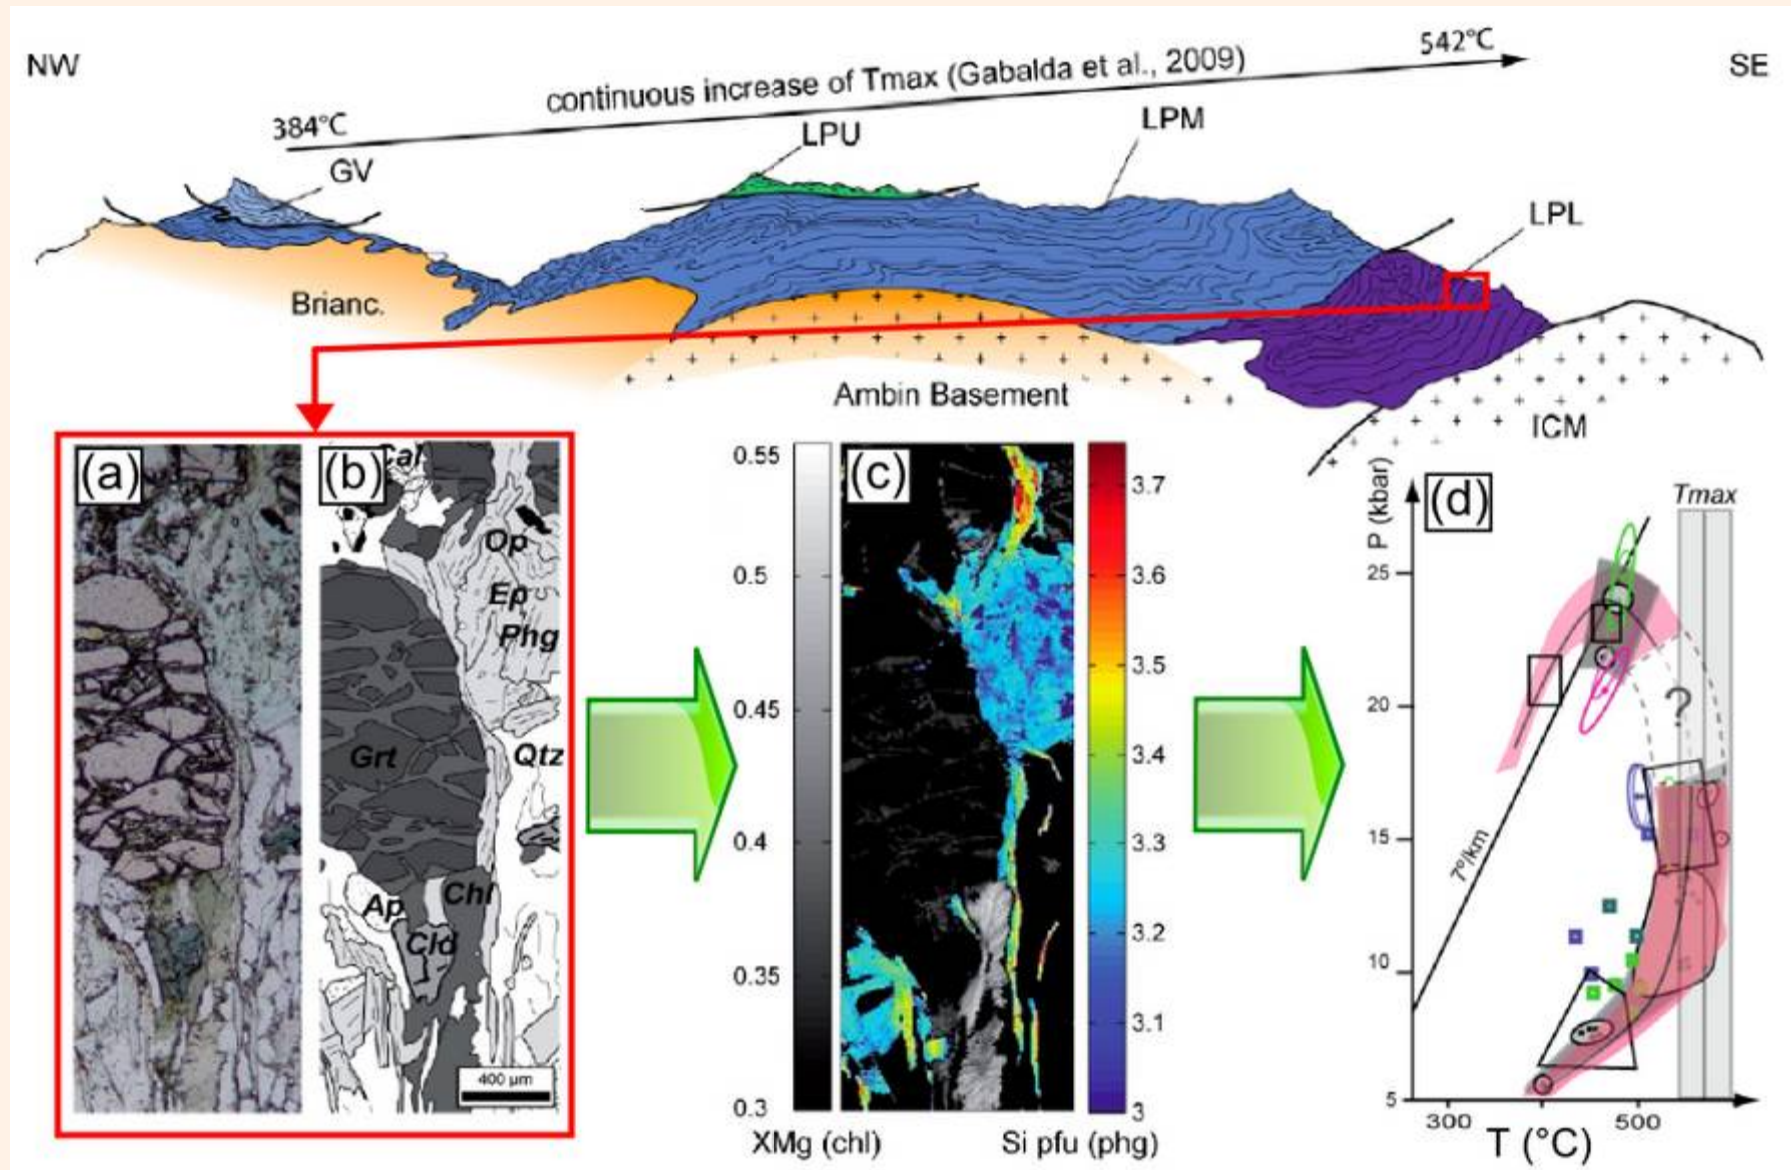 NW
continuous increase of Tmax (Gabalda et al., 2009)
384°C
542°C
SE
GV
LPU
LPM
LPL
Brianc.
Ambin Basement
ICM
(a)
(b)
Cal
Op
Ep
Phg
Grt
Qtz
Ap
Chl
Cld
400 µm
0.55
0.5
0.45
0.4
0.35
0.3
XMg (chl)
(c)
3.7
3.6
3.5
3.4
3.3
3.2
3.1
3
Si pfu (phg)
(d)
Tmax
P (kbar)
25
20
15
10
5
7°/km
?
300
500
T (°C)